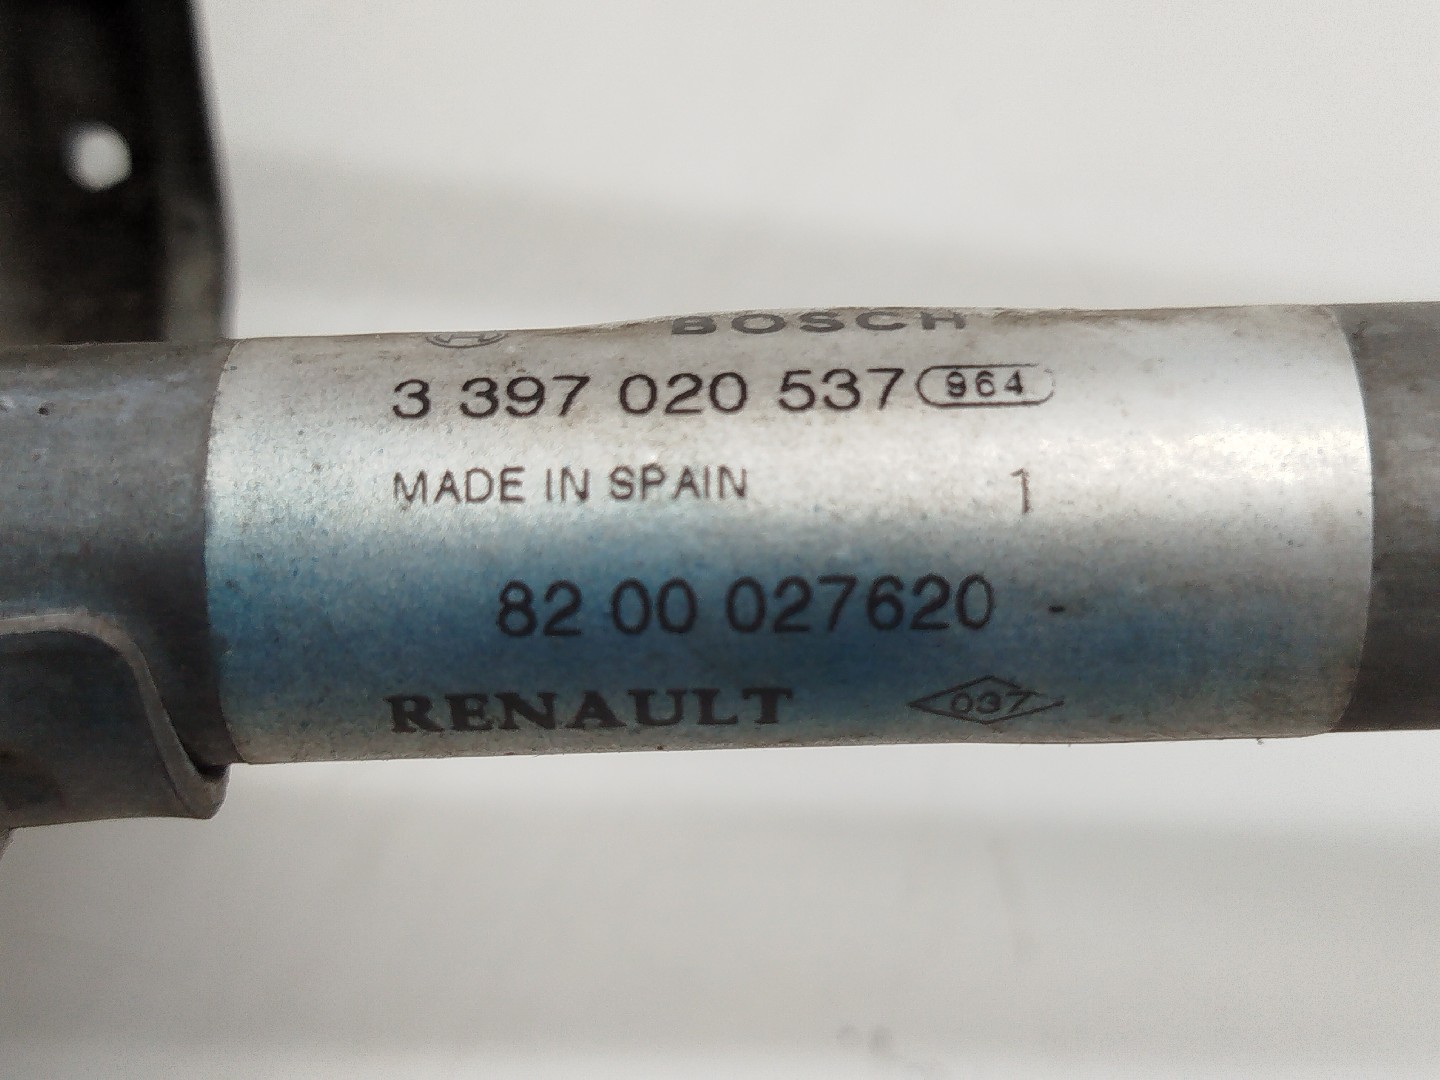 BOSCH
3 397 020 537 964
MADE IN SPAIN 1
82 00 027620 -
RENAULT 037